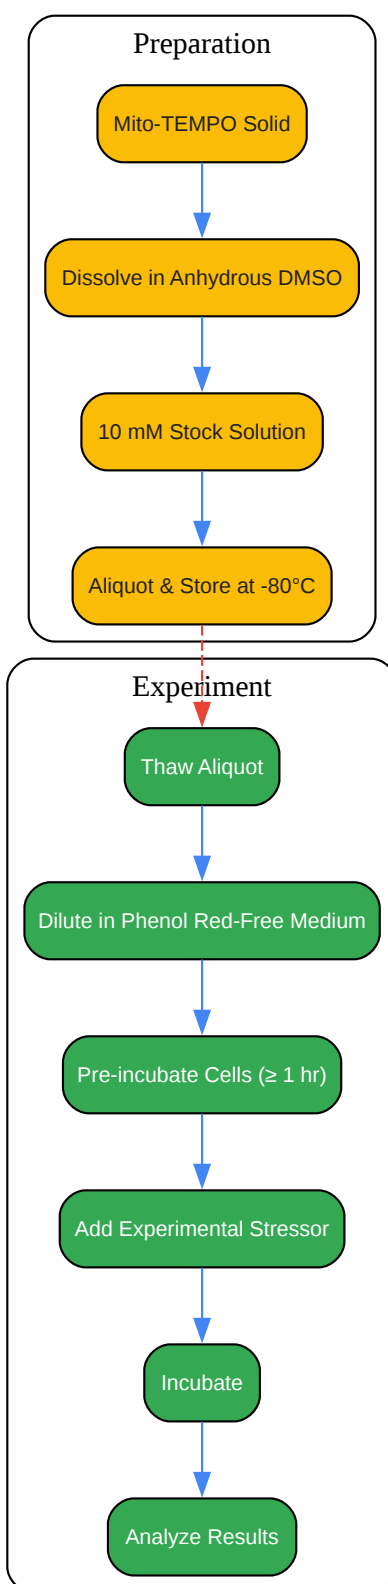 Preparation
Mito-TEMPO Solid
Dissolve in Anhydrous DMSO
10 mM Stock Solution
Aliquot & Store at -80°C
Experiment
Thaw Aliquot
Dilute in Phenol Red-Free Medium
Pre-incubate Cells (≥ 1 hr)
Add Experimental Stressor
Incubate
Analyze Results